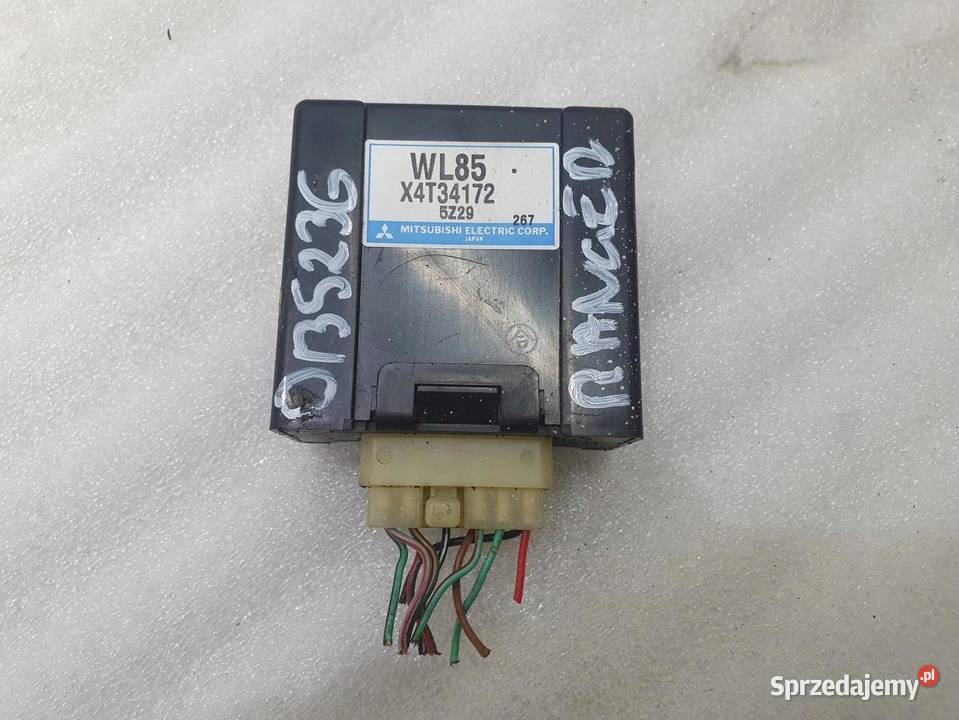 WL85
X4T34172
5Z29
267
MITSUBISHI ELECTRIC CORP.
JAPAN
RANGER
Sprzedajemy.pl